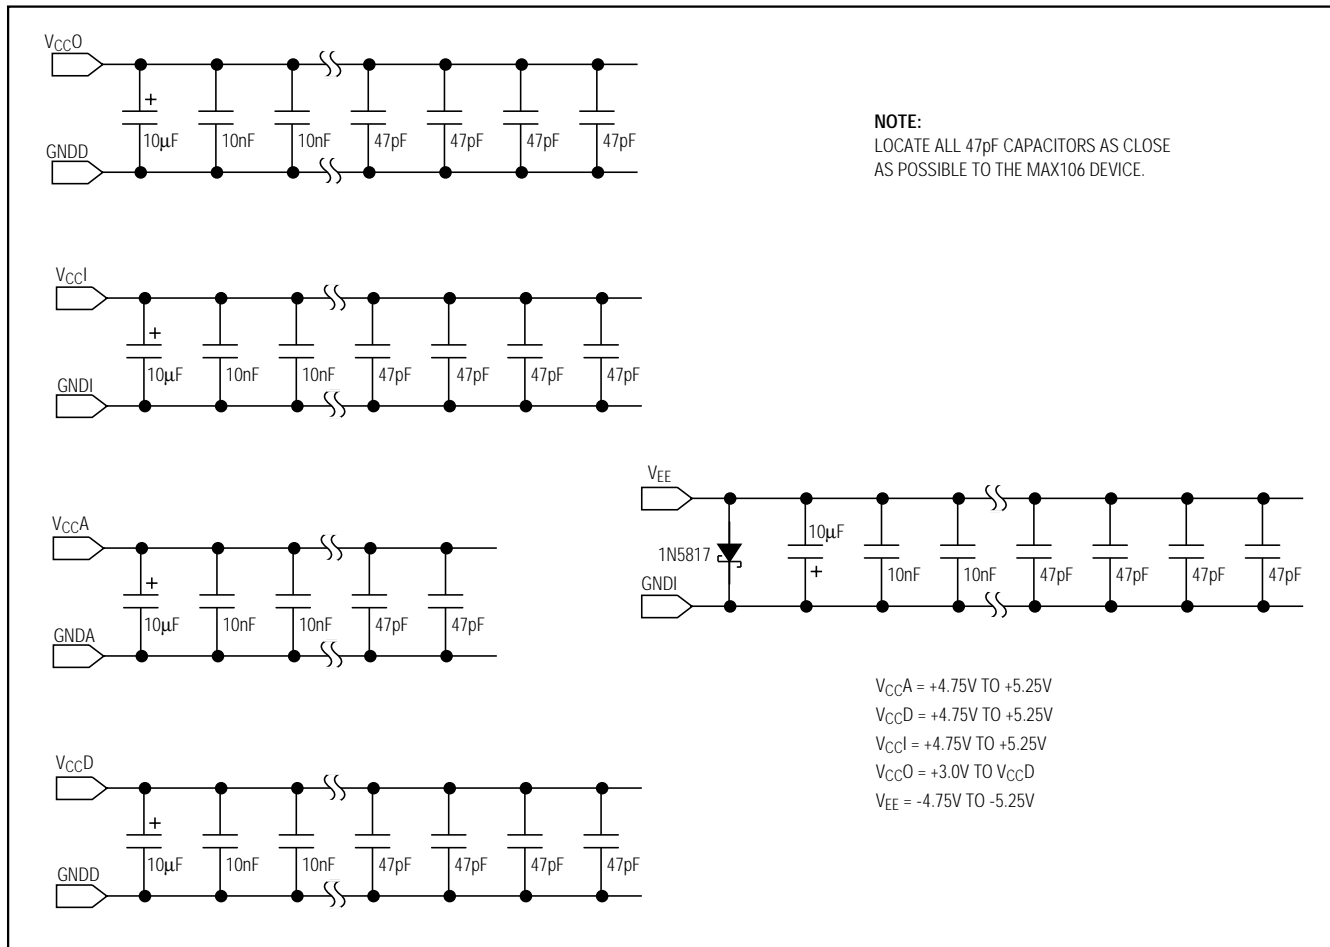 VCCO
+
10μF 10nF 10nF 47pF 47pF 47pF 47pF
GNDD
NOTE:
LOCATE ALL 47pF CAPACITORS AS CLOSE
AS POSSIBLE TO THE MAX106 DEVICE.
VCCI
+
10μF 10nF 10nF 47pF 47pF 47pF 47pF
GNDI
VCCA
+
10μF 10nF 10nF 47pF 47pF
GNDA
VEE
10μF
1N5817
+
10nF 10nF 47pF 47pF 47pF 47pF
GNDI
VCCD
+
10μF 10nF 10nF 47pF 47pF 47pF 47pF
GNDD
VCCA = +4.75V TO +5.25V
VCCD = +4.75V TO +5.25V
VCCI = +4.75V TO +5.25V
VCCO = +3.0V TO VCCD
VEE = -4.75V TO -5.25V